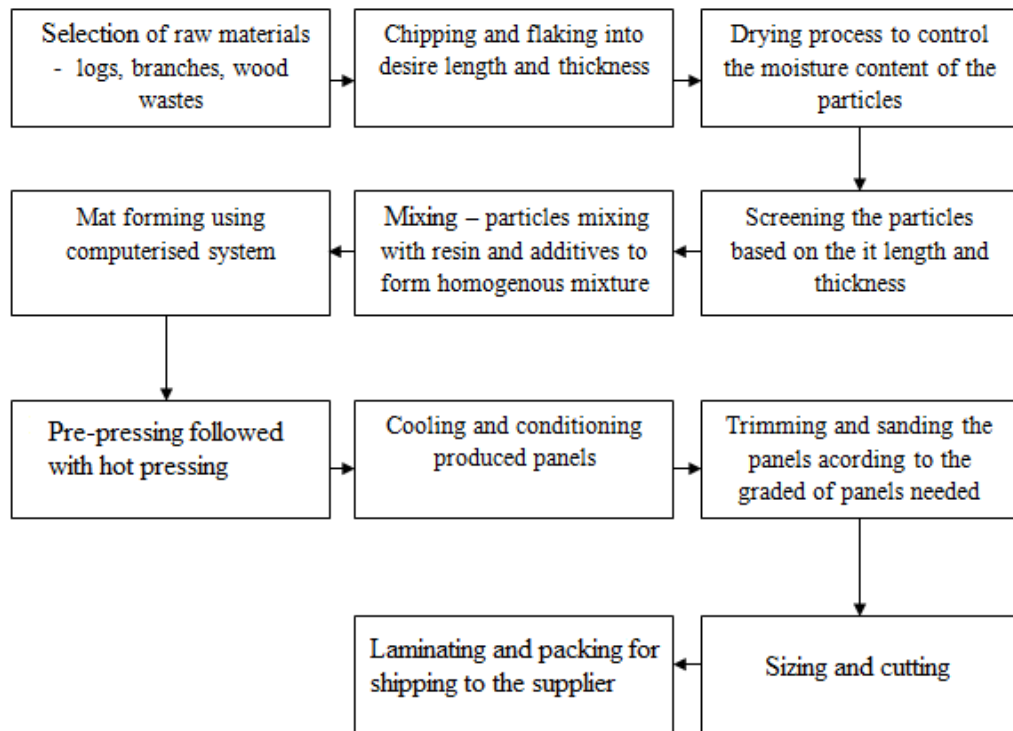 Selection of raw materials
- logs, branches, wood
wastes
Chipping and flaking into
desire length and thickness
Drying process to control
the moisture content of the
particles
Screening the particles
based on the it length and
thickness
Mixing – particles mixing
with resin and additives to
form homogenous mixture
Mat forming using
computerised system
Pre-pressing followed
with hot pressing
Cooling and conditioning
produced panels
Trimming and sanding the
panels acording to the
graded of panels needed
Sizing and cutting
Laminating and packing for
shipping to the supplier